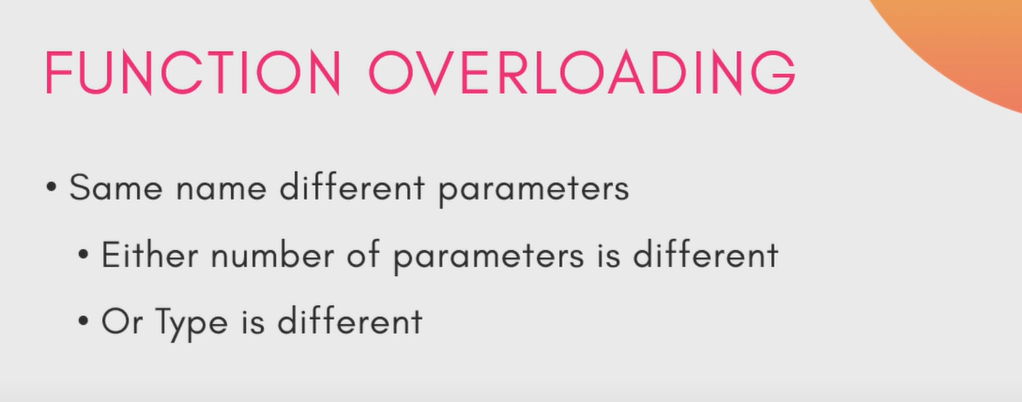 FUNCTION OVERLOADING
• Same name different parameters
• Either number of parameters is different
• Or Type is different